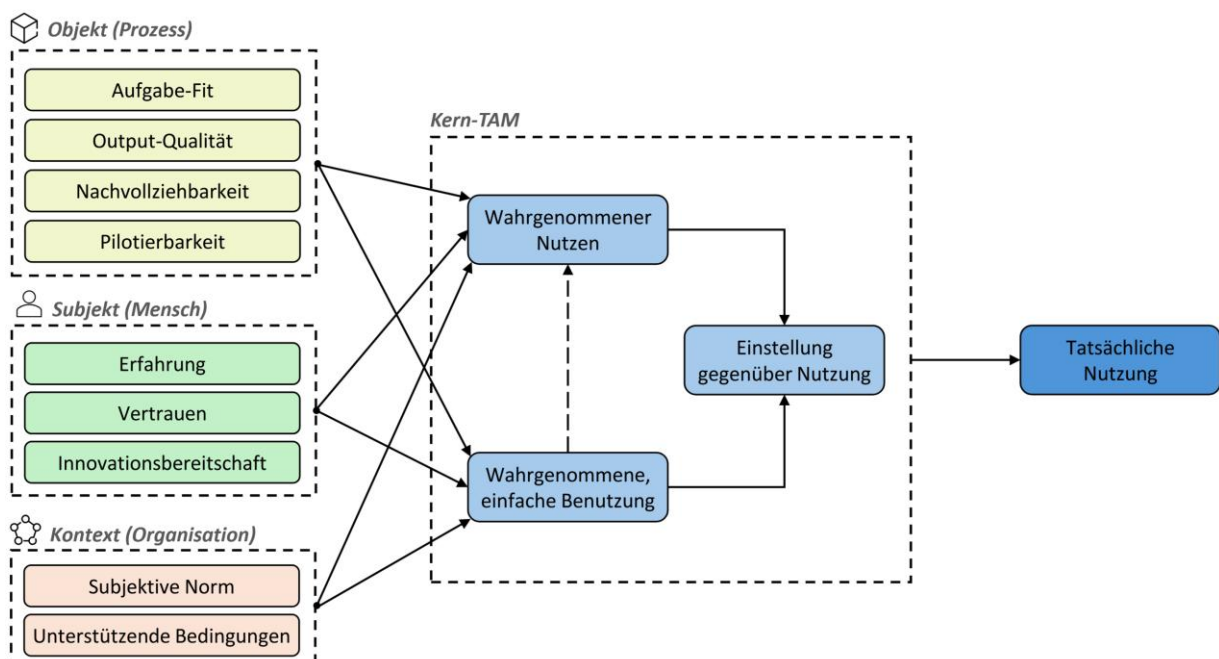 Objekt (Prozess)
Aufgabe-Fit
Output-Qualität
Nachvollziehbarkeit
Pilotierbarkeit
Subjekt (Mensch)
Erfahrung
Vertrauen
Innovationsbereitschaft
Kontext (Organisation)
Subjektive Norm
Unterstützende Bedingungen
Kern-TAM
Wahrgenommener
Nutzen
Wahrgenommene,
einfache Benutzung
Einstellung
gegenüber Nutzung
Tatsächliche
Nutzung